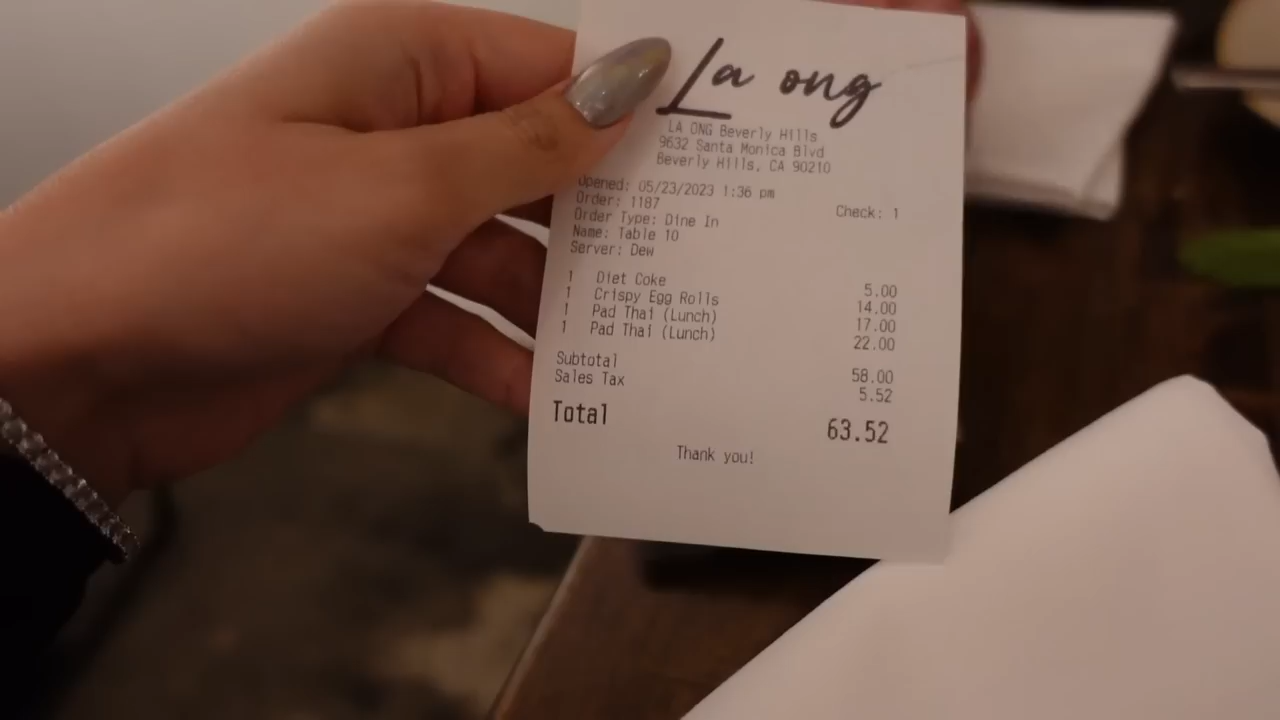 La ong
LA ONG Beverly Hills
9632 Santa Monica Blvd
Beverly Hills, CA 90210
Opened: 05/23/2023 1:36 pm
Order: 1187 Check: 1
Order Type: Dine In
Name: Table 10
Server: Dew
1 Diet Coke 5.00
1 Crispy Egg Rolls 14.00
1 Pad Thai (Lunch) 17.00
1 Pad Thai (Lunch) 22.00
Subtotal 58.00
Sales Tax 5.52
Total 63.52
Thank you!